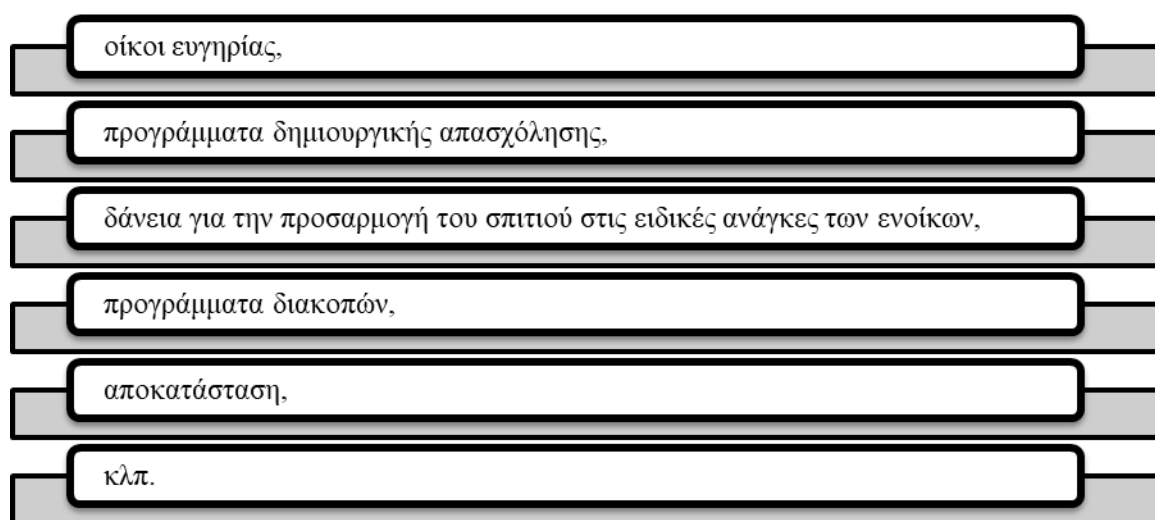 οίκοι ευγηρίας,
προγράμματα δημιουργικής απασχόλησης,
δάνεια για την προσαρμογή του σπιτιού στις ειδικές ανάγκες των ενοίκων,
προγράμματα διακοπών,
αποκατάσταση,
κλπ.